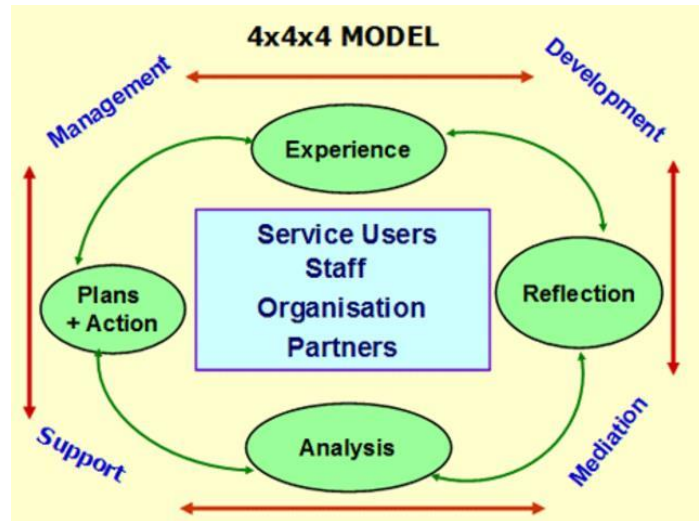 4x4x4 MODEL
Management
Development
Experience
Service Users
Staff
Organisation
Partners
Plans
+ Action
Reflection
Analysis
Support
Mediation